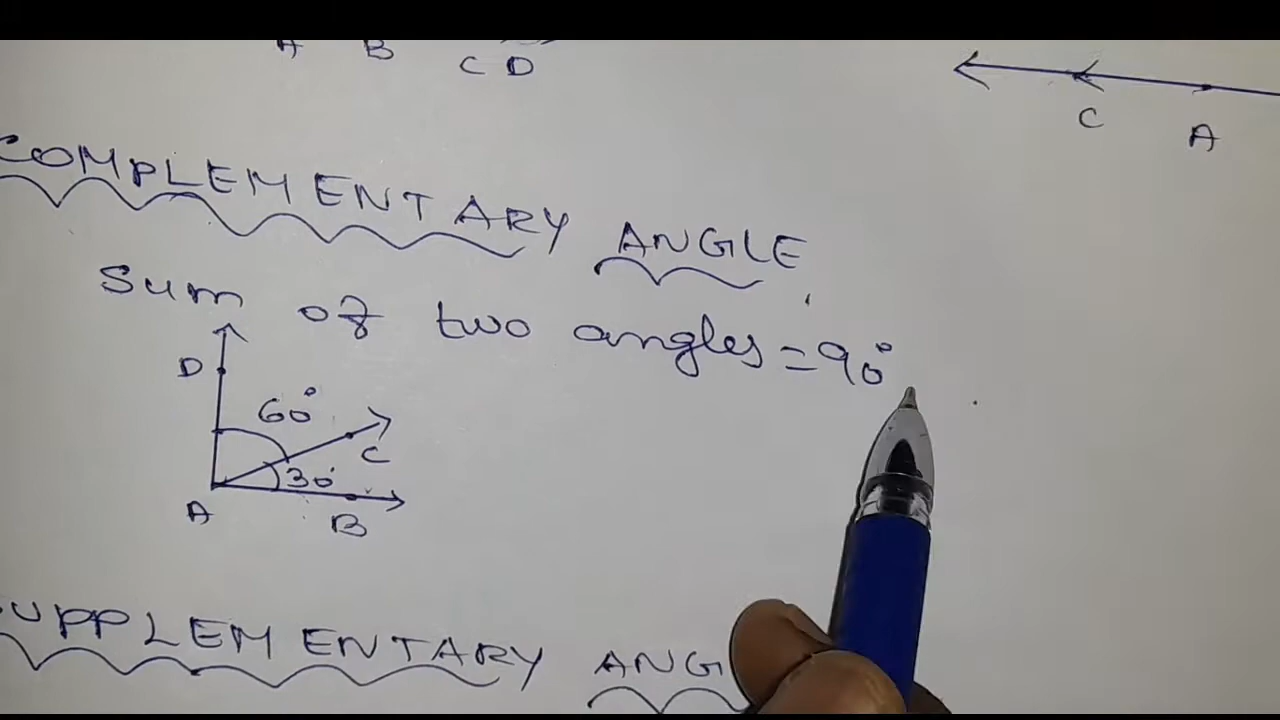 A B C D
C A
COMPLEMENTARY ANGLE
Sum of two angles = 90°
D
60°
C
30°
A
B
SUPPLEMENTARY ANG